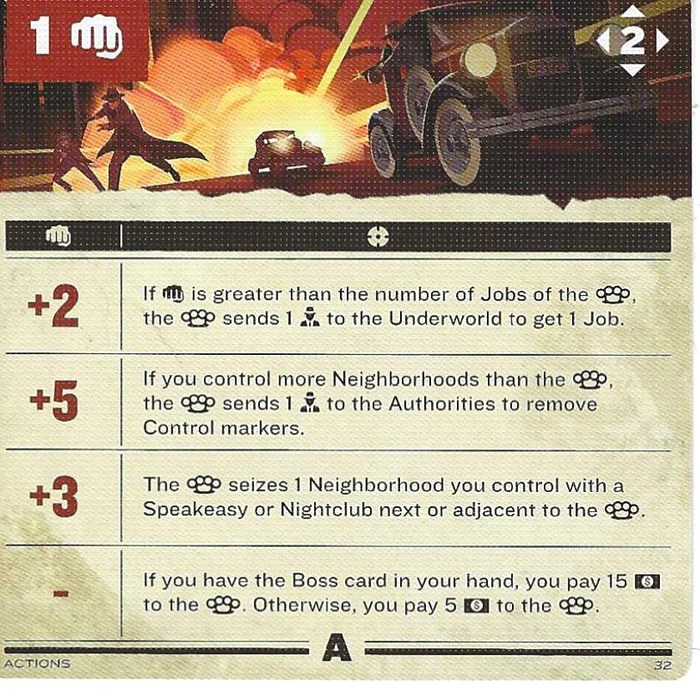 1
2
+2
If is greater than the number of Jobs of the ,
the sends 1 to the Underworld to get 1 Job.
+5
If you control more Neighborhoods than the ,
the sends 1 to the Authorities to remove
Control markers.
+3
The seizes 1 Neighborhood you control with a
Speakeasy or Nightclub next or adjacent to the .
-
If you have the Boss card in your hand, you pay 15 $
to the . Otherwise, you pay 5 $ to the .
A
ACTIONS
32